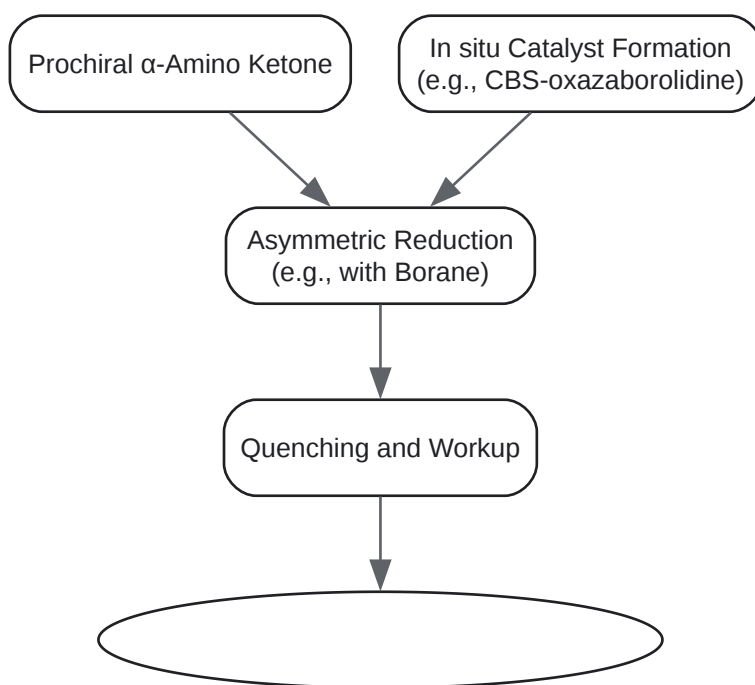 Prochiral α-Amino Ketone
In situ Catalyst Formation
(e.g., CBS-oxazaborolidine)
Asymmetric Reduction
(e.g., with Borane)
Quenching and Workup